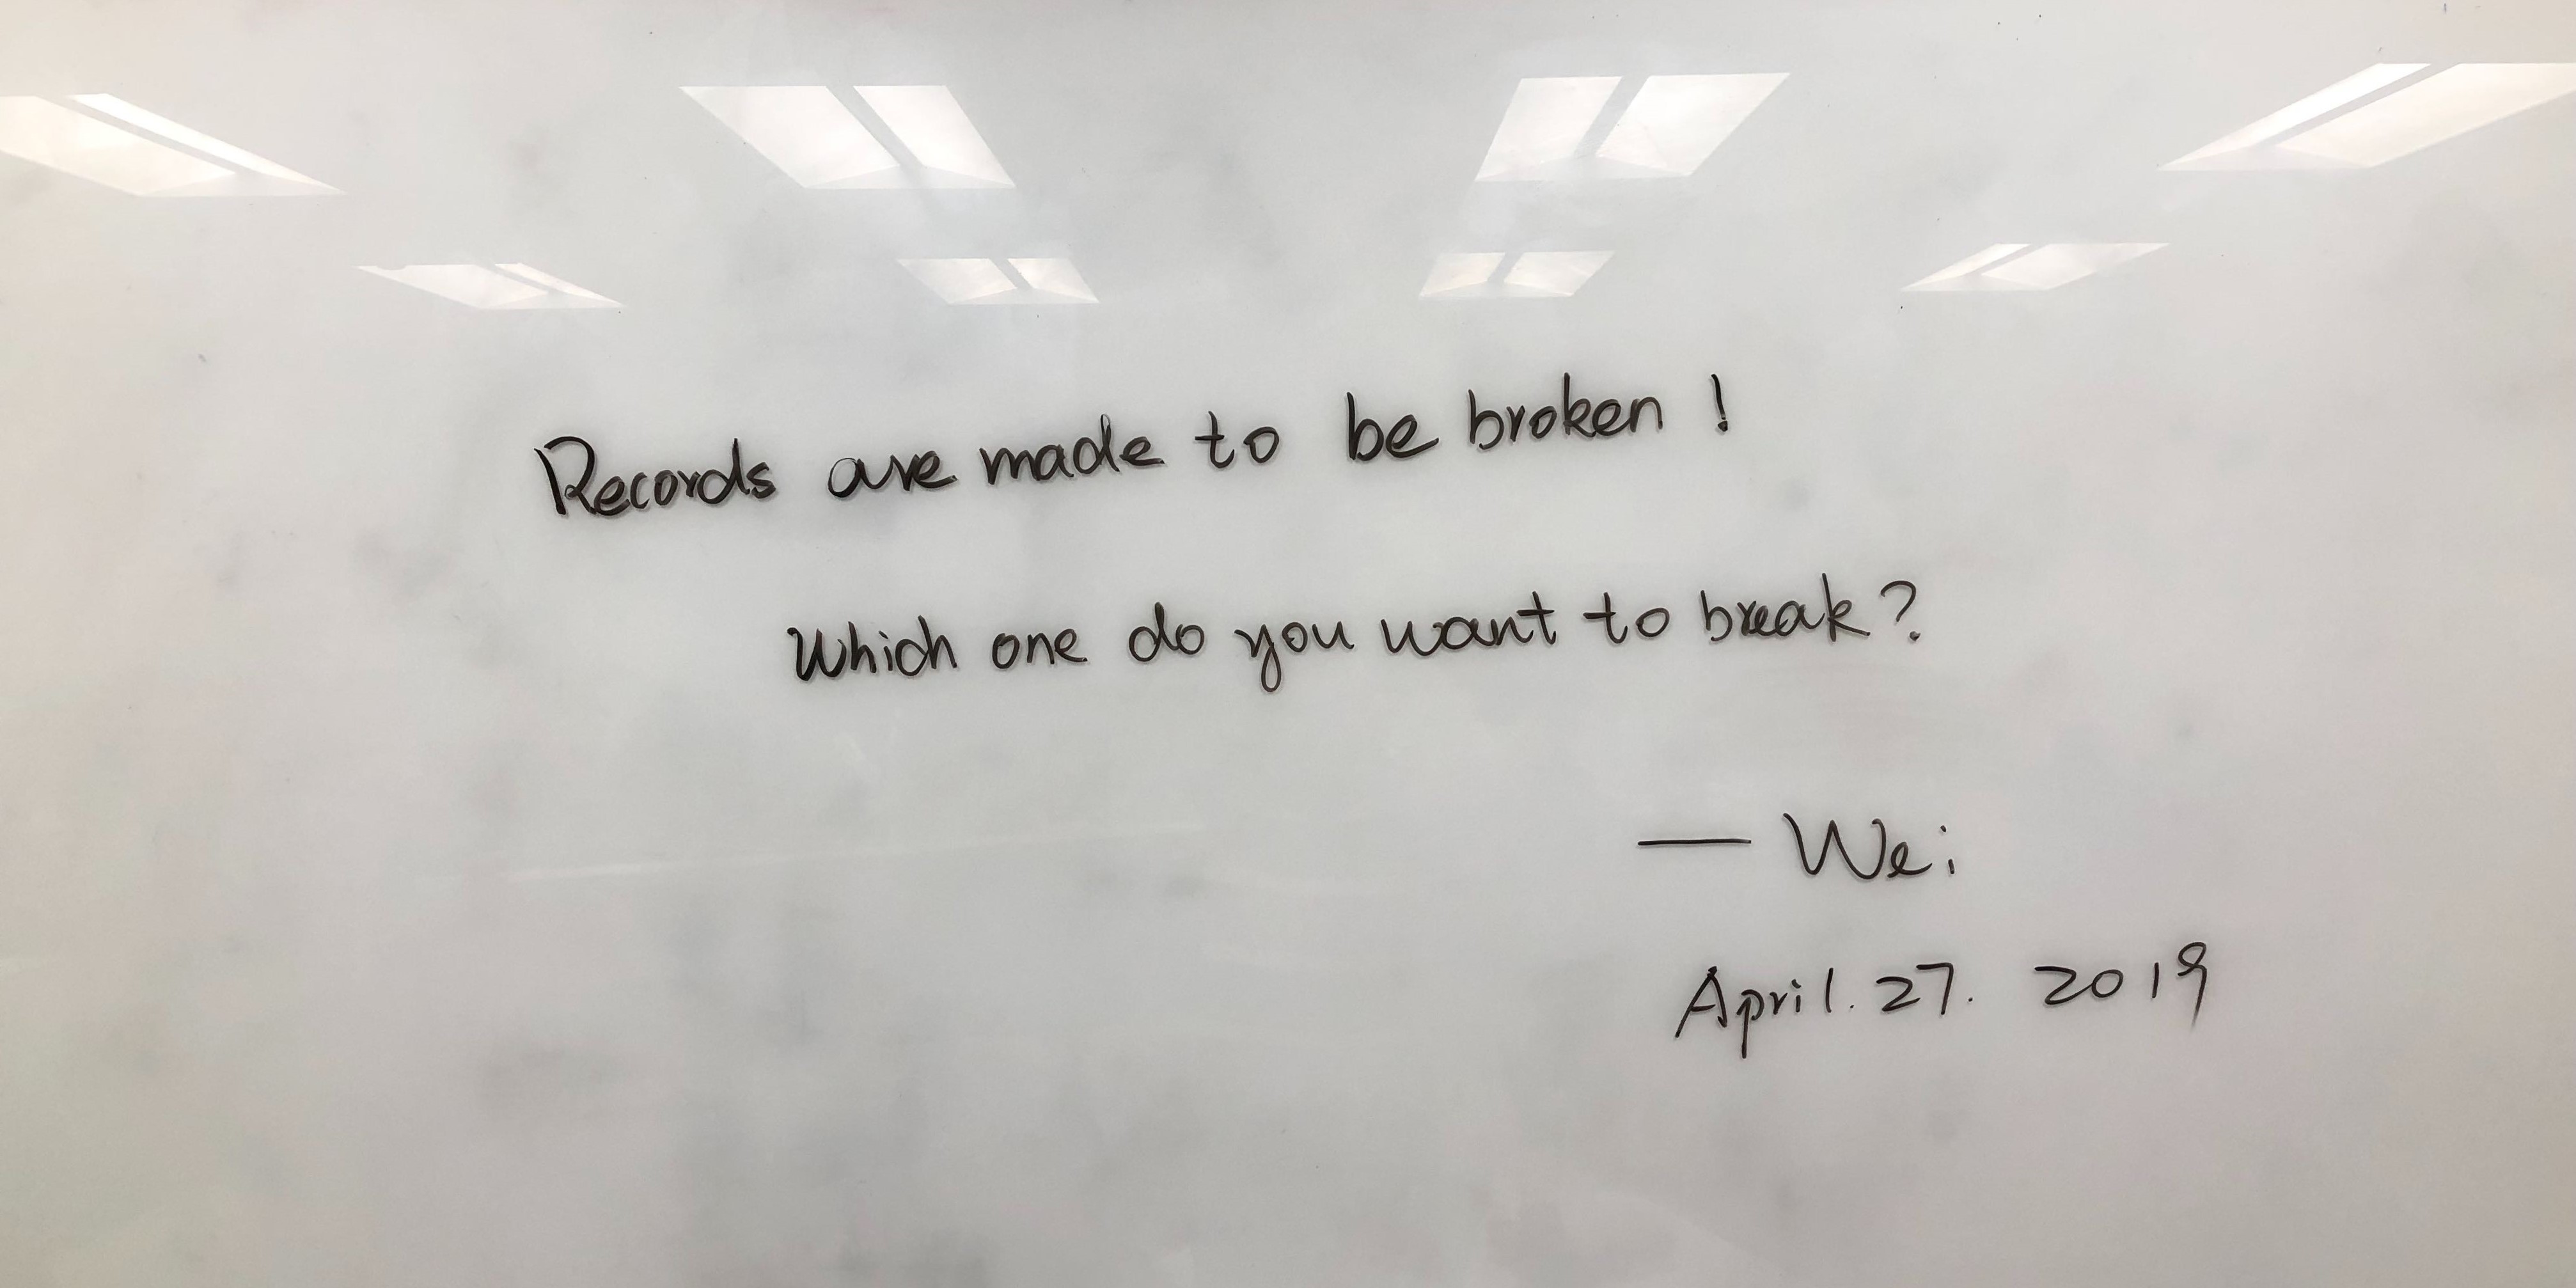 Records are made to be broken !
Which one do you want to break?
— Wei
April. 27. 2019